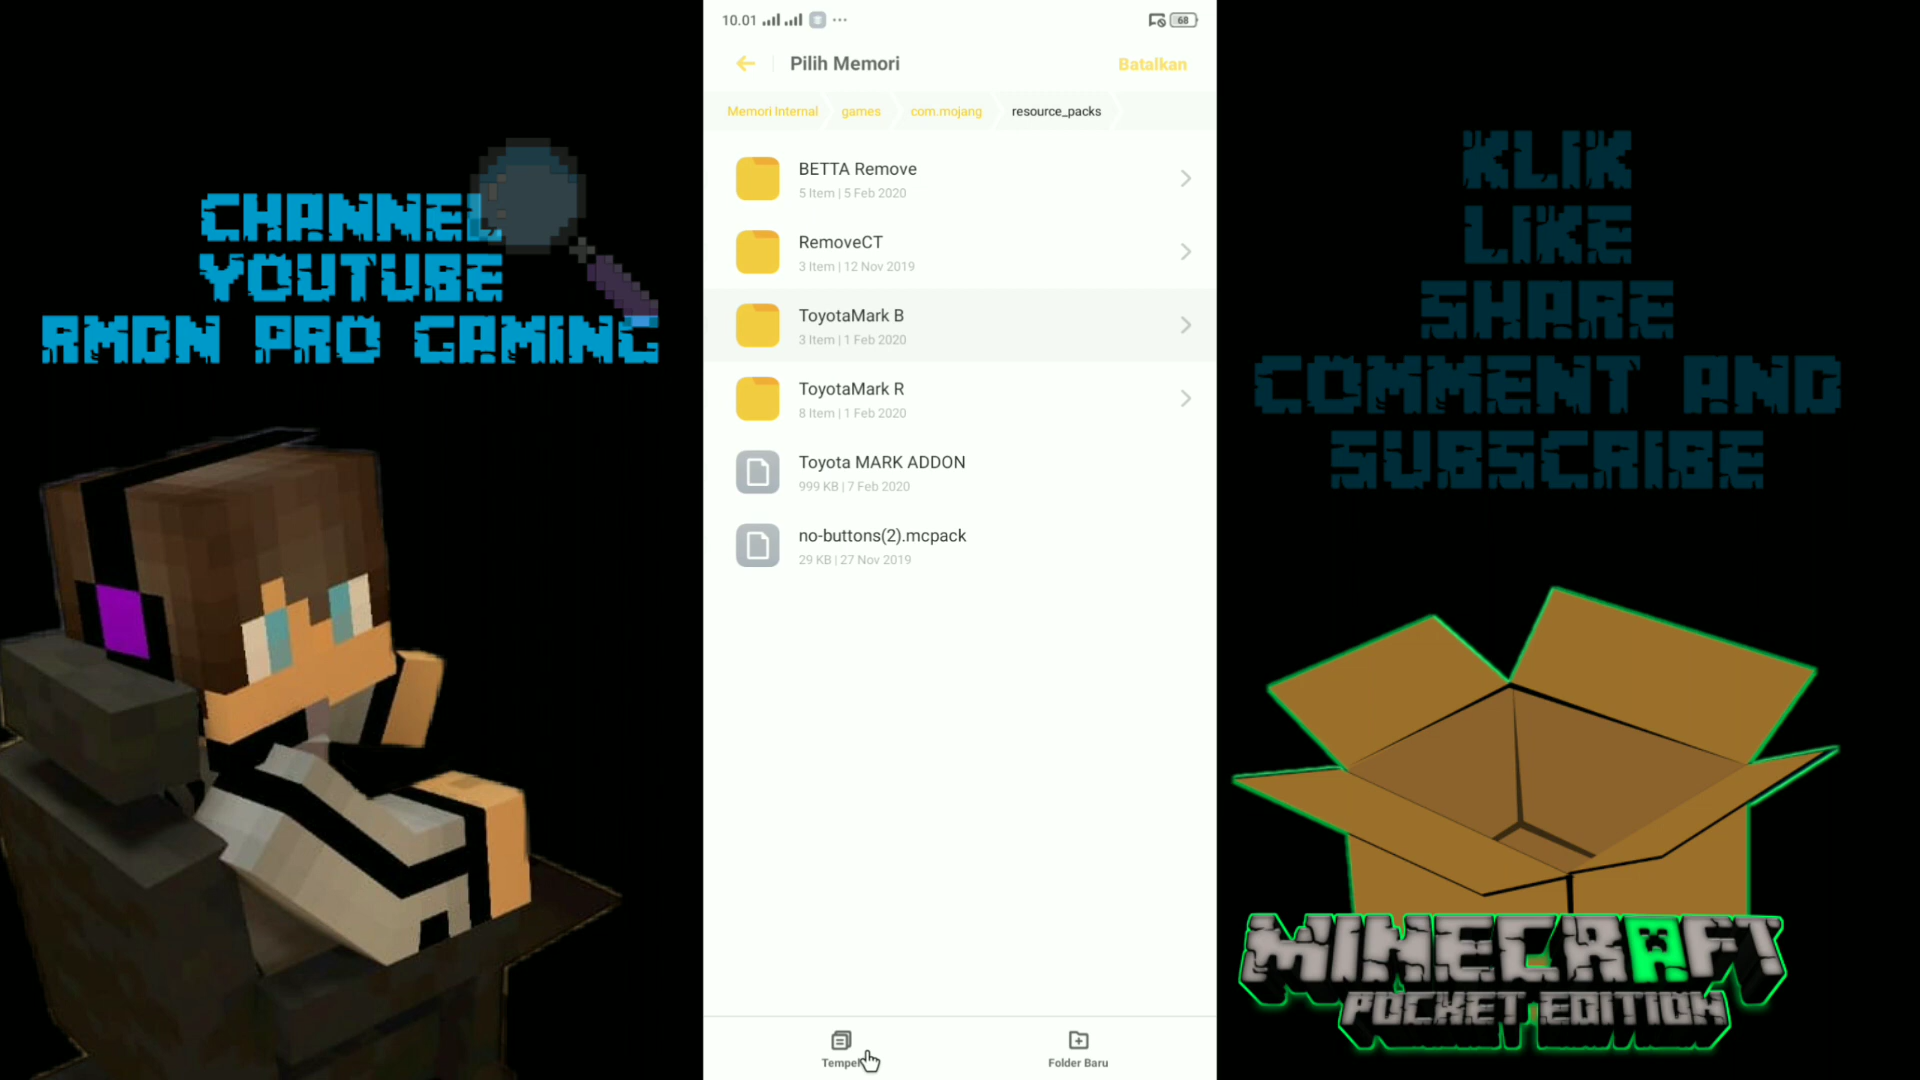 10.01
68
Pilih Memori
Batalkan
Memori Internal
games
com.mojang
resource_packs
BETTA Remove
5 Item | 5 Feb 2020
RemoveCT
3 Item | 12 Nov 2019
ToyotaMark B
3 Item | 1 Feb 2020
ToyotaMark R
8 Item | 1 Feb 2020
Toyota MARK ADDON
999 KB | 7 Feb 2020
no-buttons(2).mcpack
29 KB | 27 Nov 2019
Tempel
Folder Baru
CHANNEL
YOUTUBE
RMDN PRO GAMING
KLIK
LIKE
SHARE
COMMENT AND
SUBSCRIBE
MINECRAFT
POCKET EDITION